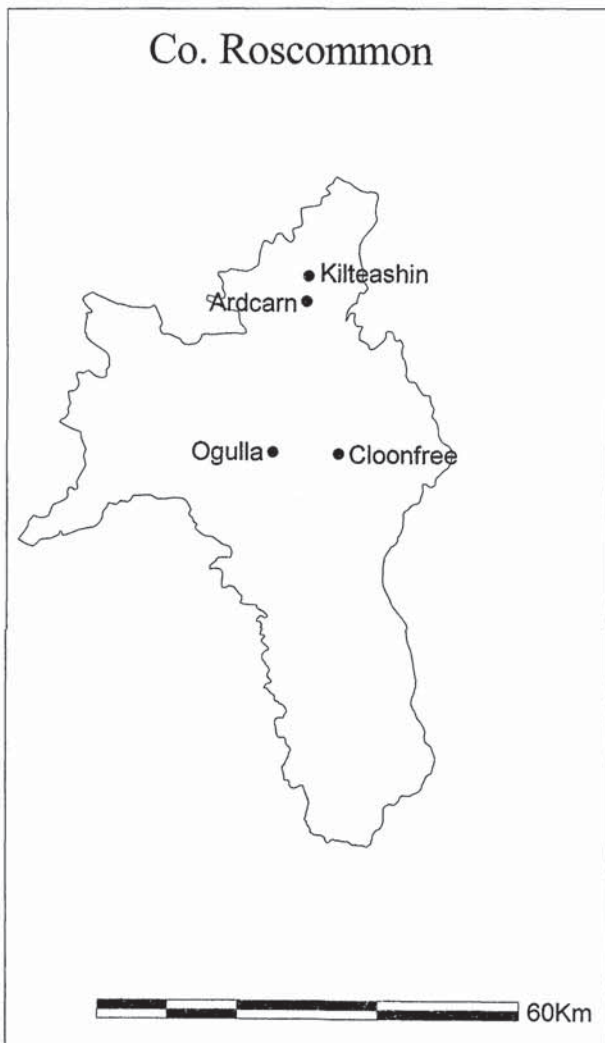 Co. Roscommon
Kilteashin
Ardcarn
Ogulla
Cloonfree
60Km